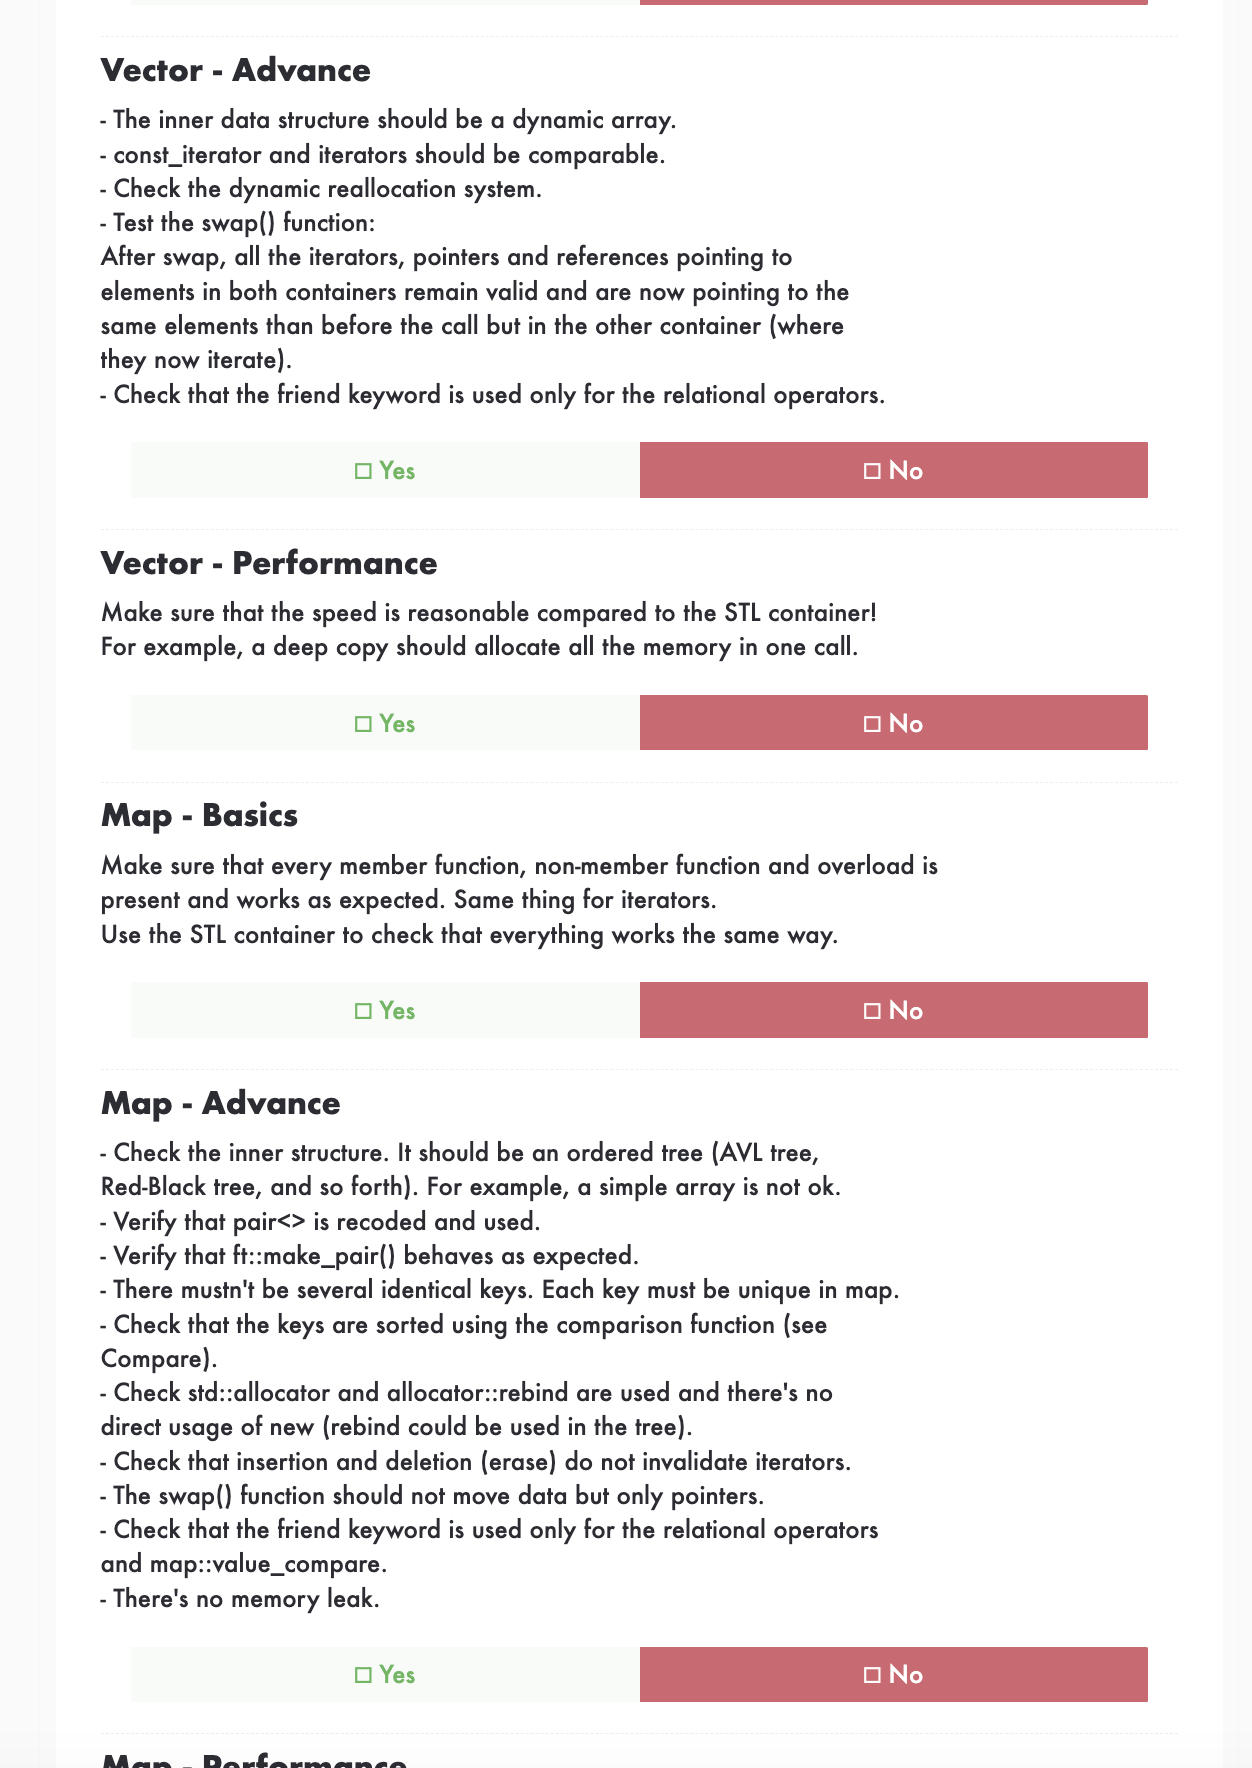 Vector - Advance
- The inner data structure should be a dynamic array.
- const_iterator and iterators should be comparable.
- Check the dynamic reallocation system.
- Test the swap() function:
After swap, all the iterators, pointers and references pointing to
elements in both containers remain valid and are now pointing to the
same elements than before the call but in the other container (where
they now iterate).
- Check that the friend keyword is used only for the relational operators.
☐ Yes ☐ No
Vector - Performance
Make sure that the speed is reasonable compared to the STL container!
For example, a deep copy should allocate all the memory in one call.
☐ Yes ☐ No
Map - Basics
Make sure that every member function, non-member function and overload is
present and works as expected. Same thing for iterators.
Use the STL container to check that everything works the same way.
☐ Yes ☐ No
Map - Advance
- Check the inner structure. It should be an ordered tree (AVL tree,
Red-Black tree, and so forth). For example, a simple array is not ok.
- Verify that pair<> is recoded and used.
- Verify that ft::make_pair() behaves as expected.
- There mustn't be several identical keys. Each key must be unique in map.
- Check that the keys are sorted using the comparison function (see
Compare).
- Check std::allocator and allocator::rebind are used and there's no
direct usage of new (rebind could be used in the tree).
- Check that insertion and deletion (erase) do not invalidate iterators.
- The swap() function should not move data but only pointers.
- Check that the friend keyword is used only for the relational operators
and map::value_compare.
- There's no memory leak.
☐ Yes ☐ No
Map - Performance